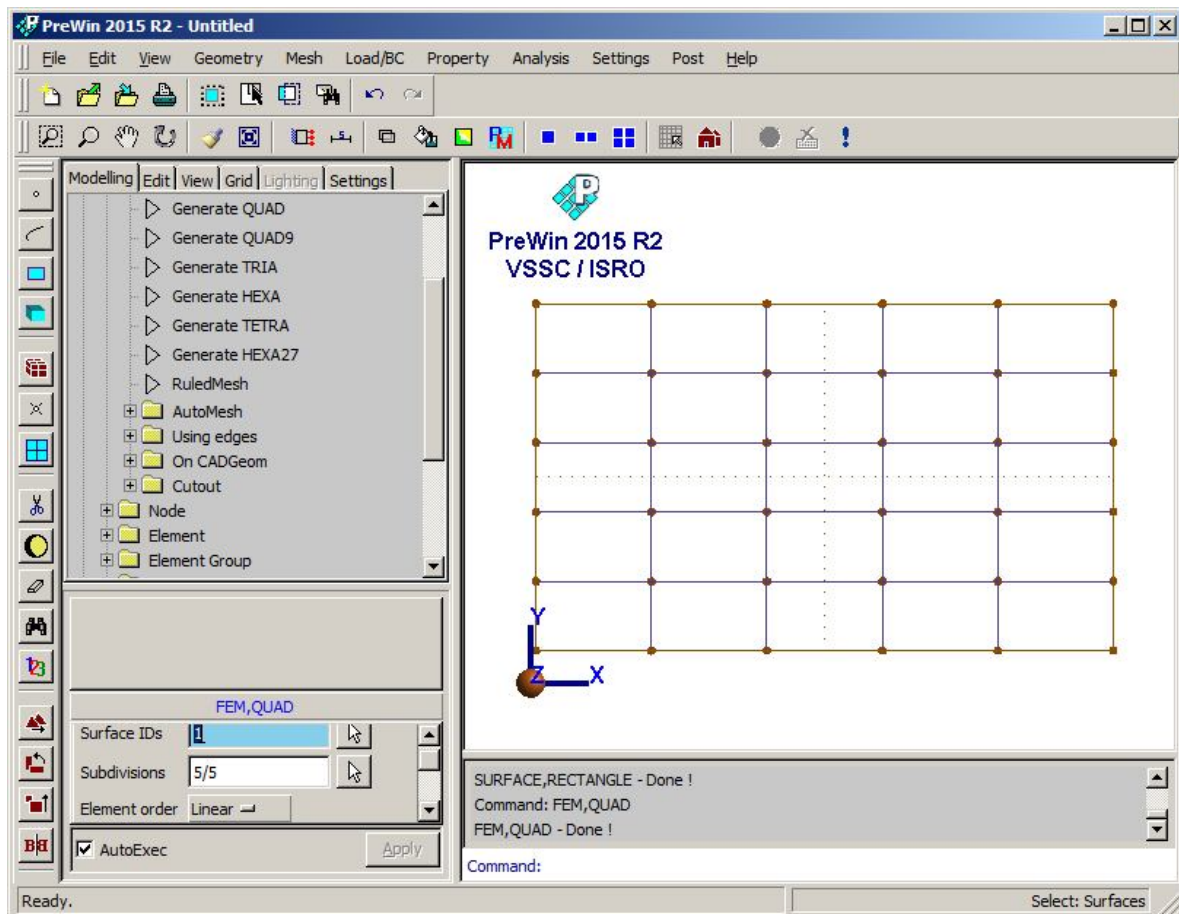 PreWin 2015 R2 - Untitled
File Edit View Geometry Mesh Load/BC Property Analysis Settings Post Help
Modelling Edit View Grid Lighting Settings
Generate QUAD
Generate QUAD9
Generate TRIA
Generate HEXA
Generate TETRA
Generate HEXA27
RuledMesh
AutoMesh
Using edges
On CADGeom
Cutout
Node
Element
Element Group
FEM,QUAD
Surface IDs 1
Subdivisions 5/5
Element order Linear
AutoExec Apply
PreWin 2015 R2
VSSC / ISRO
Y
Z X
SURFACE,RECTANGLE - Done !
Command: FEM,QUAD
FEM,QUAD - Done !
Command:
Ready. Select: Surfaces